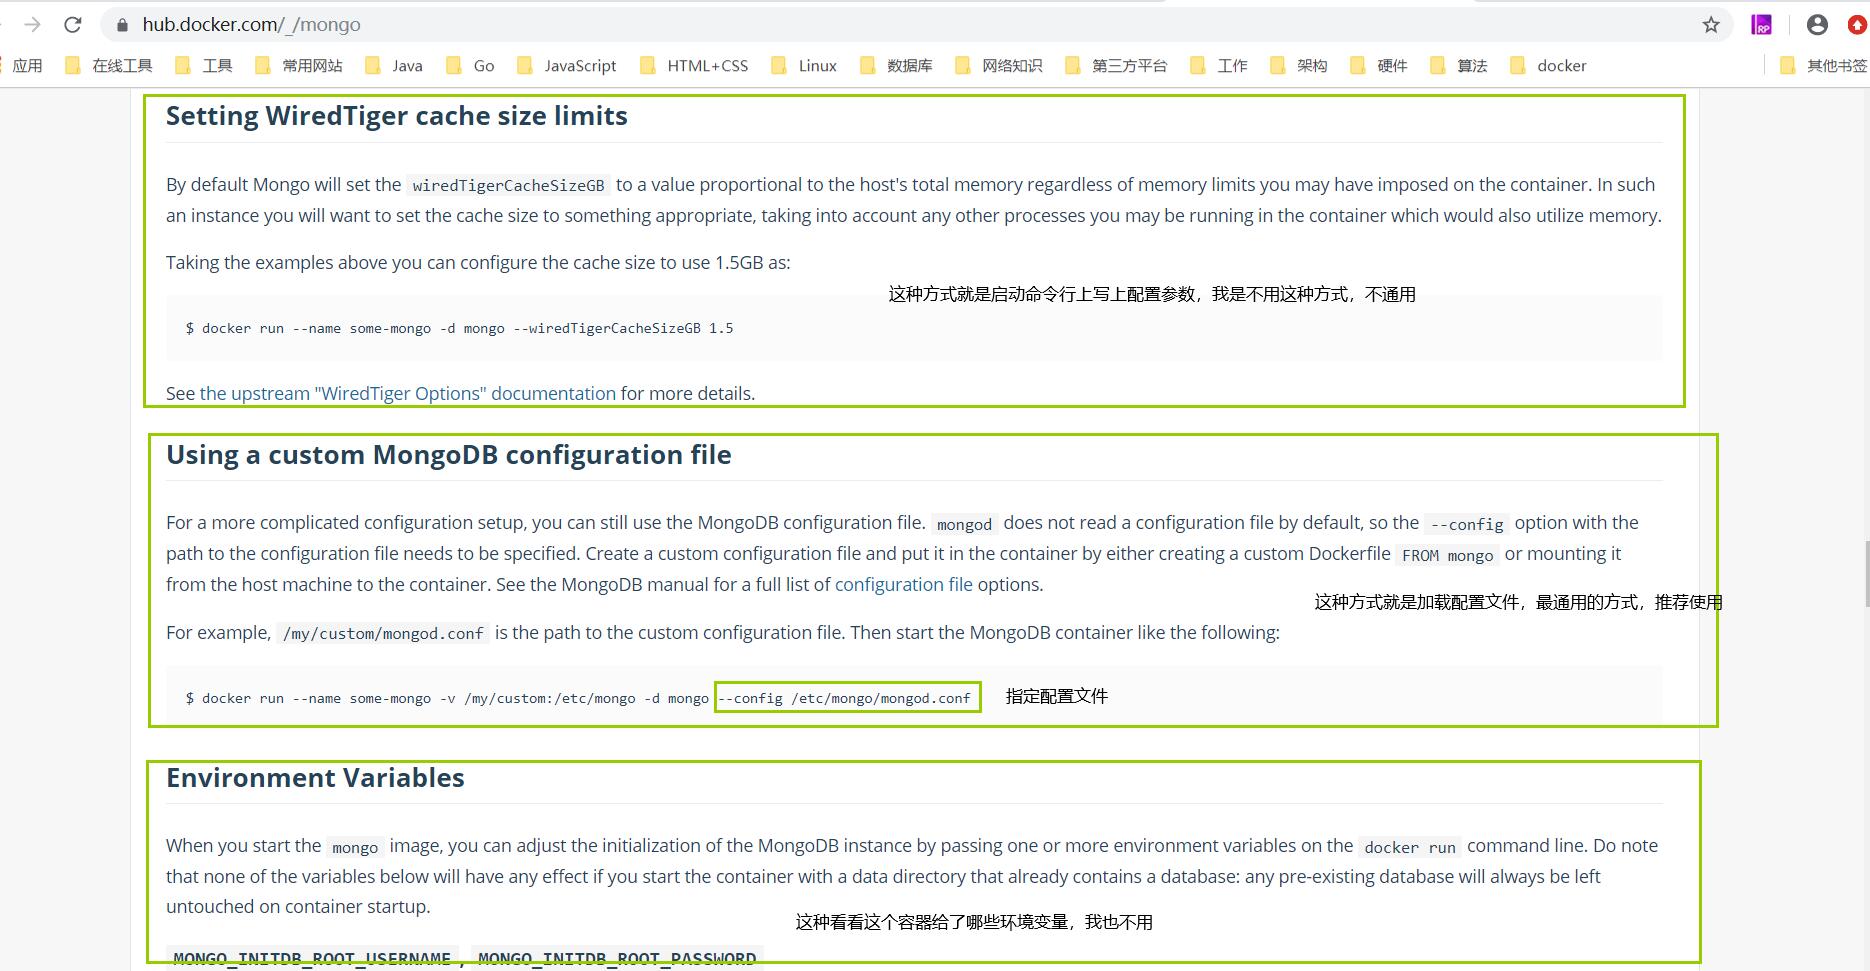 hub.docker.com/_/mongo
应用 在线工具 工具 常用网站 Java Go JavaScript HTML+CSS Linux 数据库 网络知识 第三方平台 工作 架构 硬件 算法 docker 其他书签
Setting WiredTiger cache size limits
By default Mongo will set the wiredTigerCacheSizeGB to a value proportional to the host's total memory regardless of memory limits you may have imposed on the container. In such
an instance you will want to set the cache size to something appropriate, taking into account any other processes you may be running in the container which would also utilize memory.
Taking the examples above you can configure the cache size to use 1.5GB as:
这种方式就是启动命令行上写上配置参数，我是不用这种方式，不通用
$ docker run --name some-mongo -d mongo --wiredTigerCacheSizeGB 1.5
See the upstream "WiredTiger Options" documentation for more details.
Using a custom MongoDB configuration file
For a more complicated configuration setup, you can still use the MongoDB configuration file. mongod does not read a configuration file by default, so the --config option with the
path to the configuration file needs to be specified. Create a custom configuration file and put it in the container by either creating a custom Dockerfile FROM mongo or mounting it
from the host machine to the container. See the MongoDB manual for a full list of configuration file options.
这种方式就是加载配置文件，最通用的方式，推荐使用
For example, /my/custom/mongod.conf is the path to the custom configuration file. Then start the MongoDB container like the following:
$ docker run --name some-mongo -v /my/custom:/etc/mongo -d mongo --config /etc/mongo/mongod.conf 指定配置文件
Environment Variables
When you start the mongo image, you can adjust the initialization of the MongoDB instance by passing one or more environment variables on the docker run command line. Do note
that none of the variables below will have any effect if you start the container with a data directory that already contains a database: any pre-existing database will always be left
untouched on container startup.
这种看看这个容器给了哪些环境变量，我也不用
MONGO_INITDB_ROOT_USERNAME , MONGO_INITDB_ROOT_PASSWORD